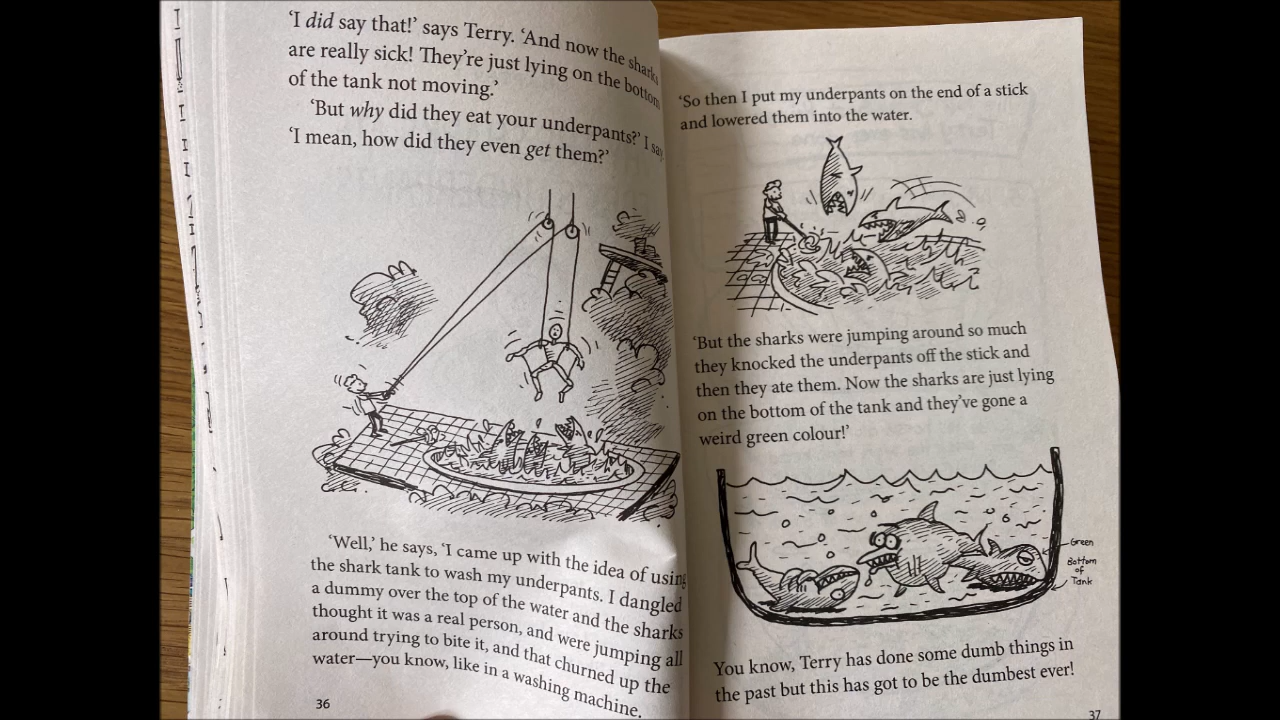 ‘I did say that!’ says Terry. ‘And now the sharks
are really sick! They’re just lying on the bottom
of the tank not moving.’
‘But why did they eat your underpants?’ I say.
‘I mean, how did they even get them?’
‘Well,’ he says, ‘I came up with the idea of using
the shark tank to wash my underpants. I dangled
a dummy over the top of the water and the sharks
thought it was a real person, and were jumping all
around trying to bite it, and that churned up the
water—you know, like in a washing machine.
36
‘So then I put my underpants on the end of a stick
and lowered them into the water.
‘But the sharks were jumping around so much
they knocked the underpants off the stick and
then they ate them. Now the sharks are just lying
on the bottom of the tank and they’ve gone a
weird green colour!’
Green
Bottom
of
Tank
You know, Terry has done some dumb things in
the past but this has got to be the dumbest ever!
37